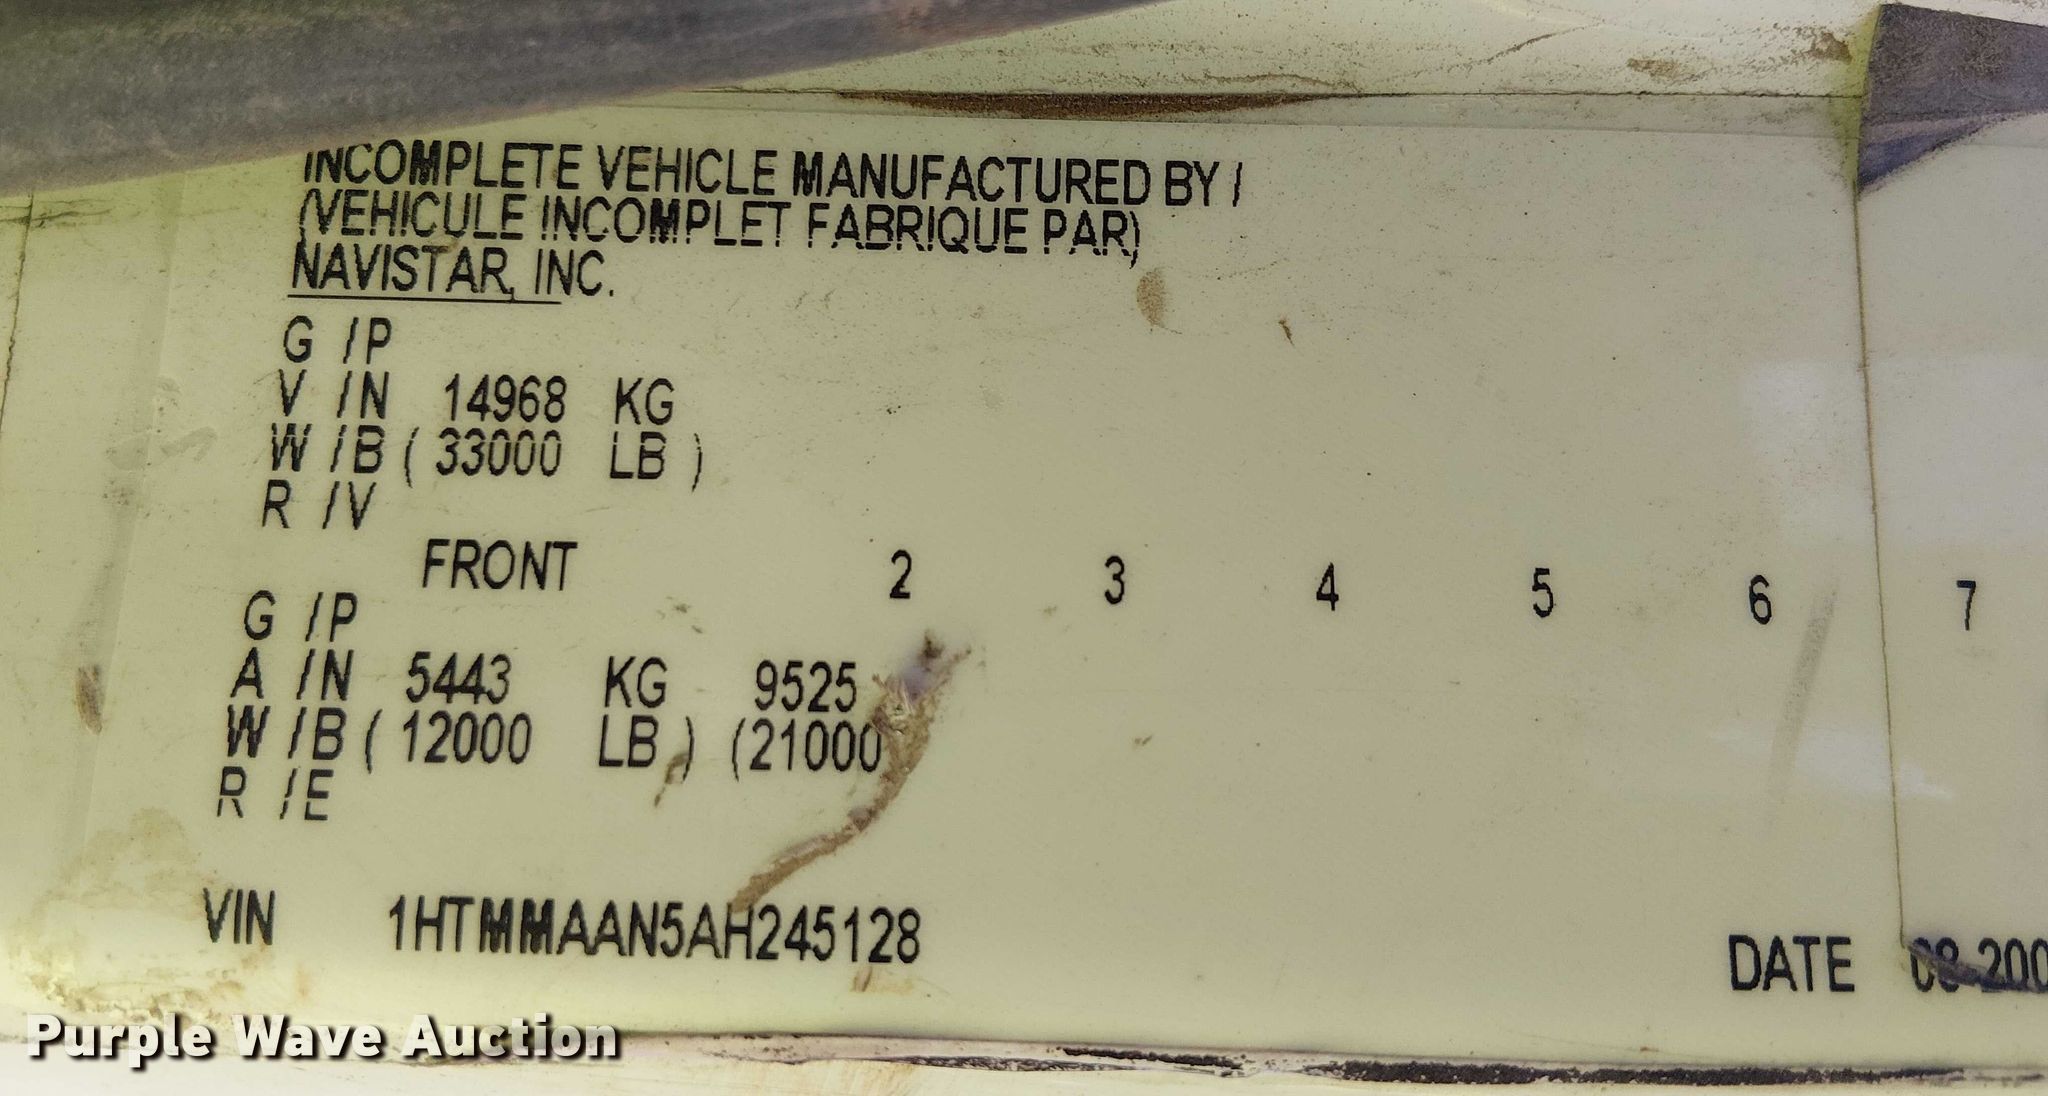 INCOMPLETE VEHICLE MANUFACTURED BY /
(VEHICULE INCOMPLET FABRIQUE PAR)
NAVISTAR, INC.
G /P
V /N 14968 KG
W /B ( 33000 LB )
R /V
FRONT 2 3 4 5 6 7
G /P
A /N 5443 KG 9525
W /B ( 12000 LB ) (21000
R /E
VIN 1HTMMAAN5AH245128
DATE
Purple Wave Auction